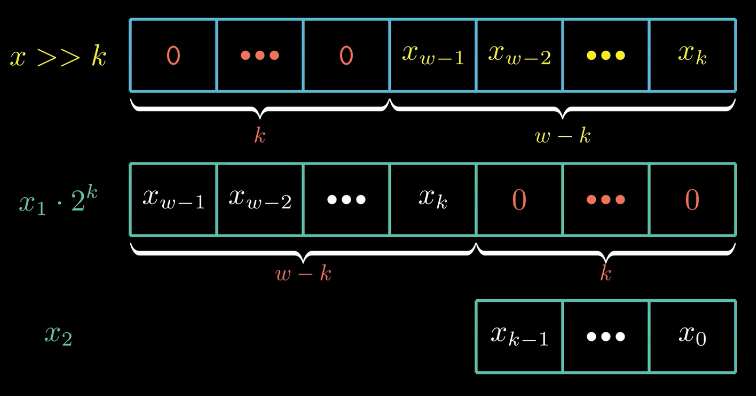 x >> k 0 ••• 0 x_{w−1} x_{w−2} ••• x_k
k w − k
x_1 · 2^k x_{w−1} x_{w−2} ••• x_k 0 ••• 0
w − k k
x_2 x_{k−1} ••• x_0